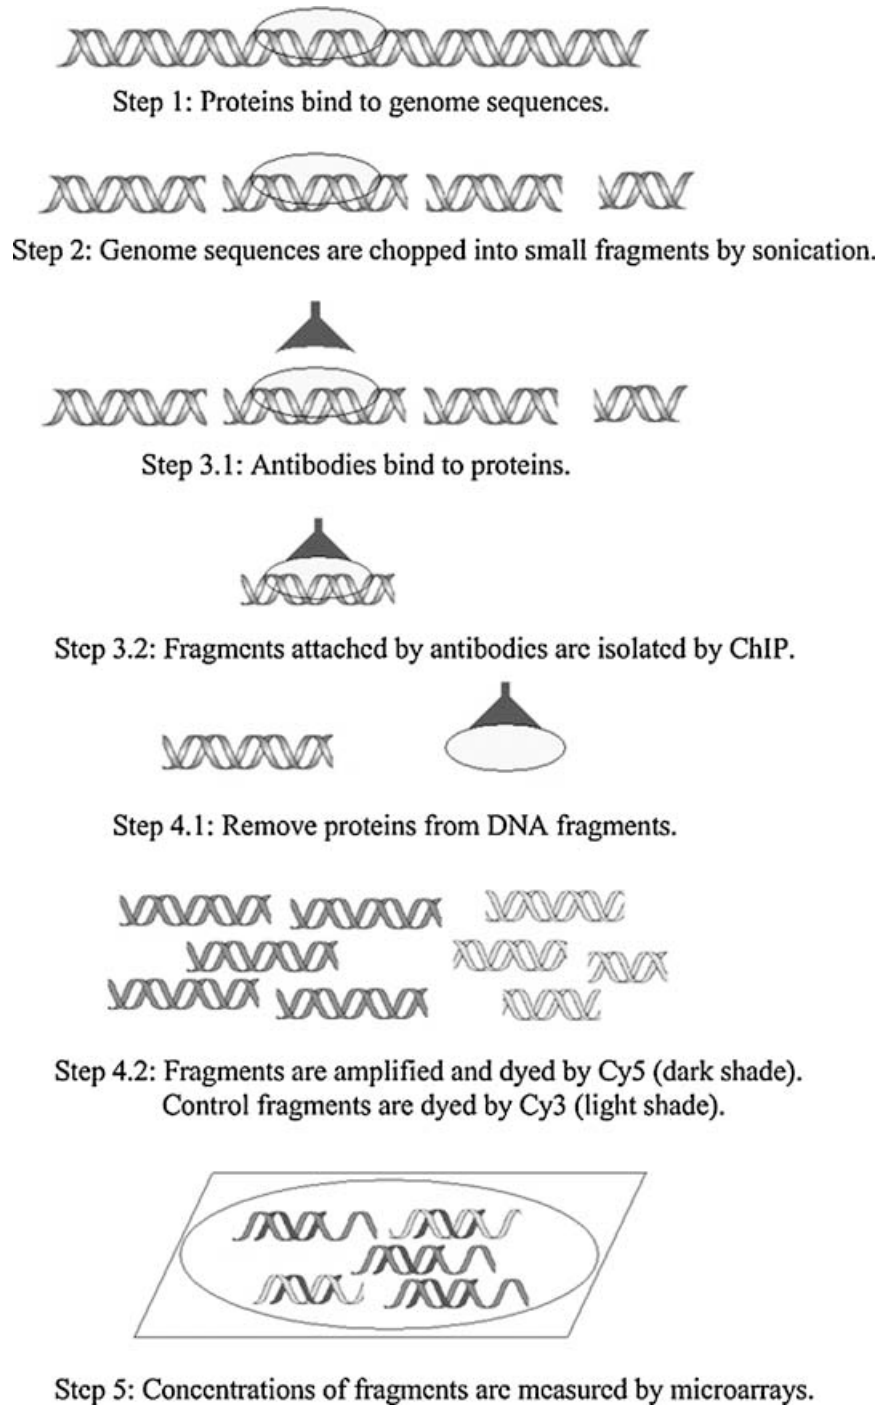 Step 1: Proteins bind to genome sequences.
Step 2: Genome sequences are chopped into small fragments by sonication.
Step 3.1: Antibodies bind to proteins.
Step 3.2: Fragments attached by antibodies are isolated by ChIP.
Step 4.1: Remove proteins from DNA fragments.
Step 4.2: Fragments are amplified and dyed by Cy5 (dark shade).
Control fragments are dyed by Cy3 (light shade).
Step 5: Concentrations of fragments are measured by microarrays.